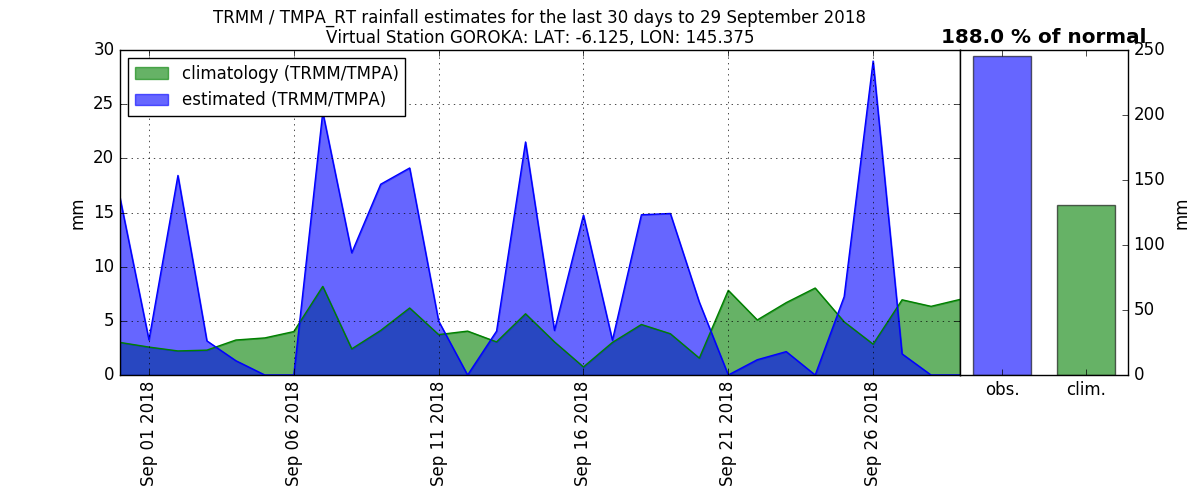 TRMM / TMPA_RT rainfall estimates for the last 30 days to 29 September 2018
Virtual Station GOROKA: LAT: -6.125, LON: 145.375
188.0 % of normal
climatology (TRMM/TMPA)
estimated (TRMM/TMPA)
mm
30
25
20
15
10
5
0
Sep 01 2018
Sep 06 2018
Sep 11 2018
Sep 16 2018
Sep 21 2018
Sep 26 2018
250
200
150
100
50
0
mm
obs.
clim.